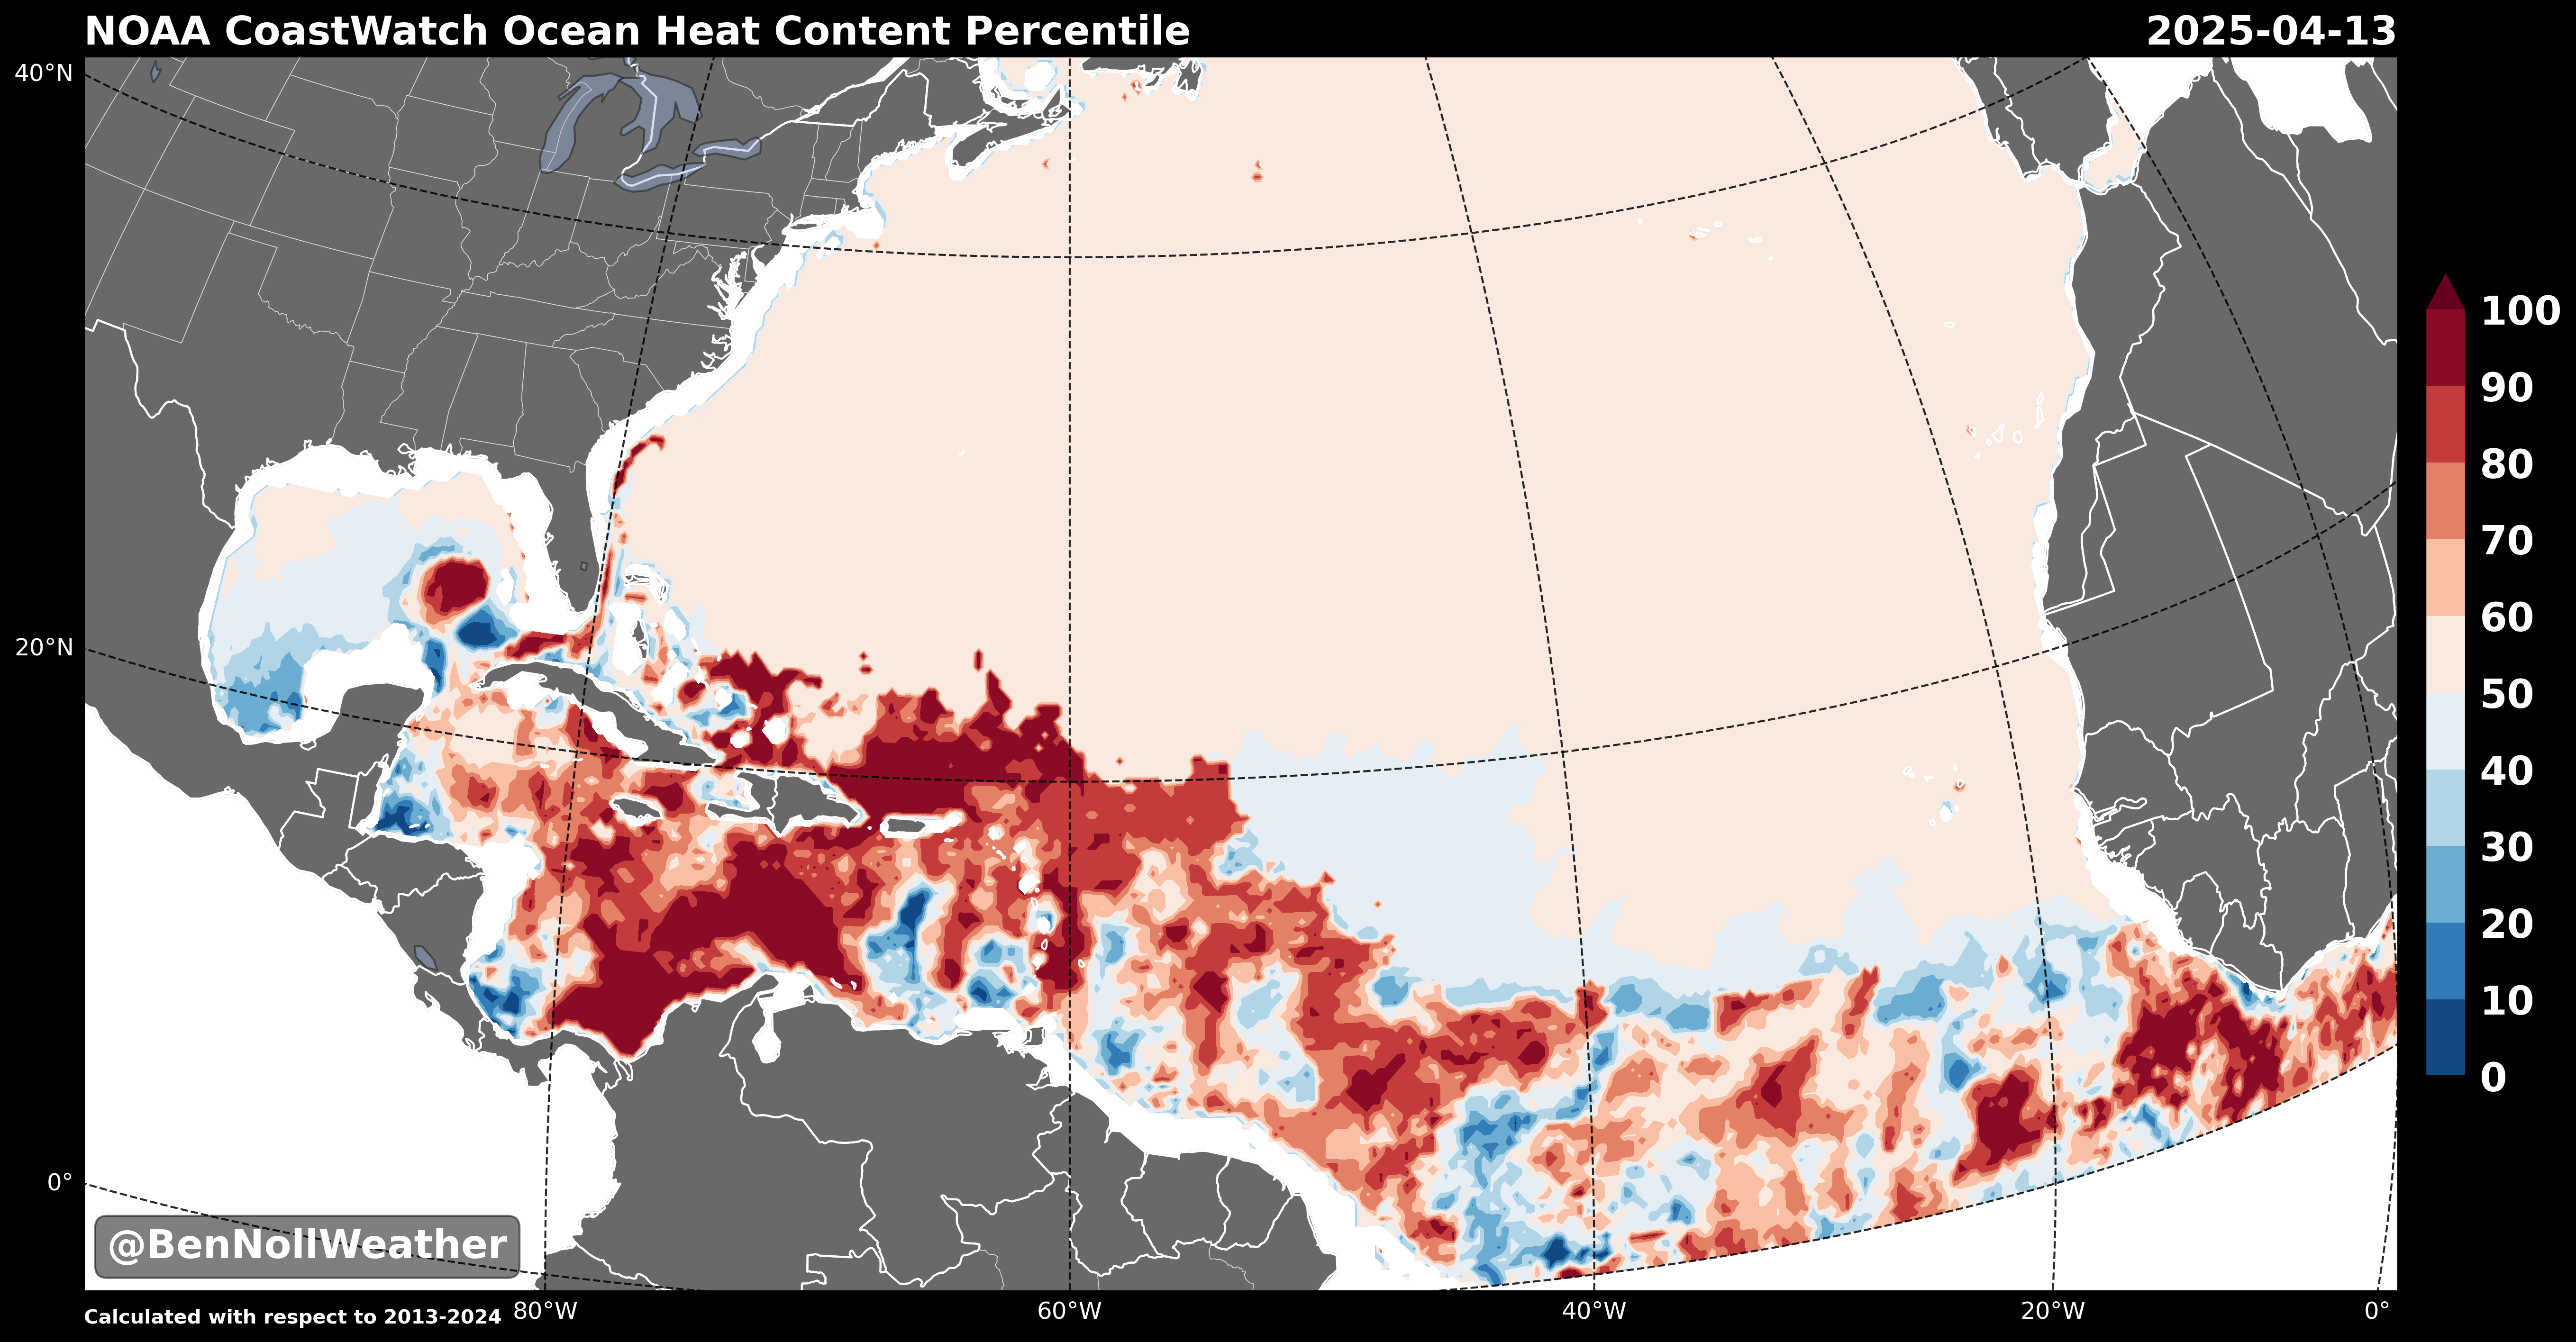 NOAA CoastWatch Ocean Heat Content Percentile
2025-04-13
40°N
20°N
0°
100
90
80
70
60
50
40
30
20
10
0
@BenNollWeather
Calculated with respect to 2013-2024
80°W
60°W
40°W
20°W
0°